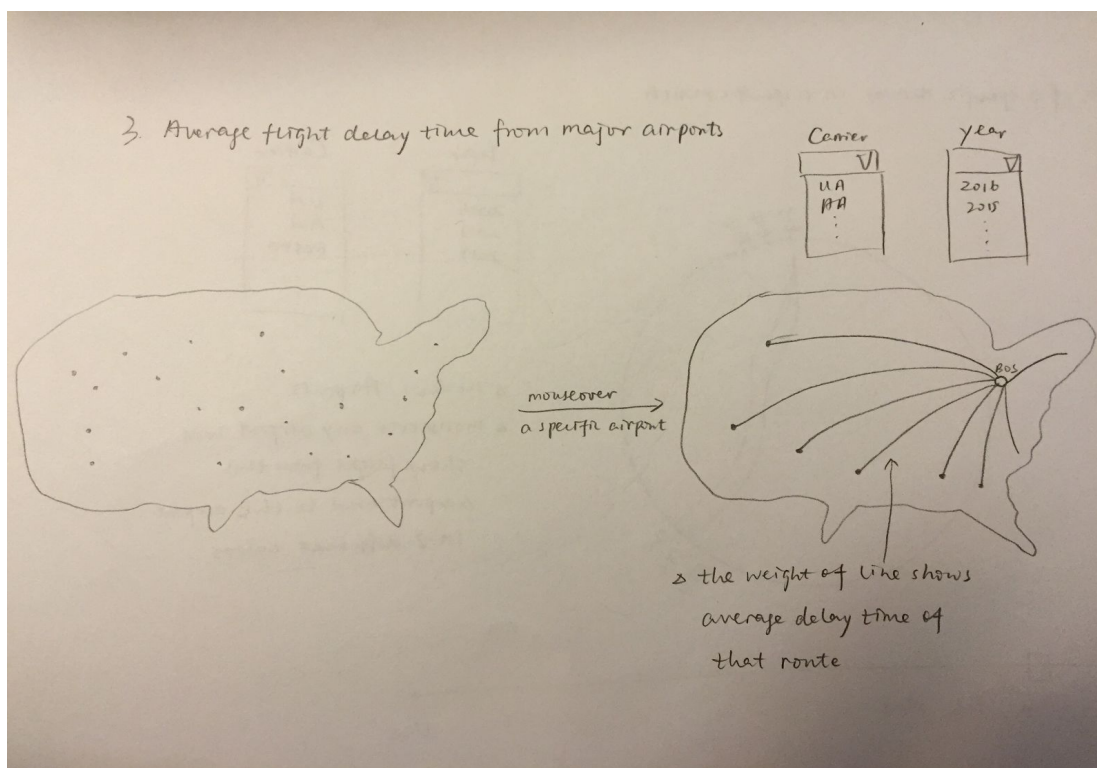 3. Average flight delay time from major airports
Carrier
UA
AA
year
2016
2015
mouseover
a specific airport
BOS
the weight of line shows
average delay time of
that route